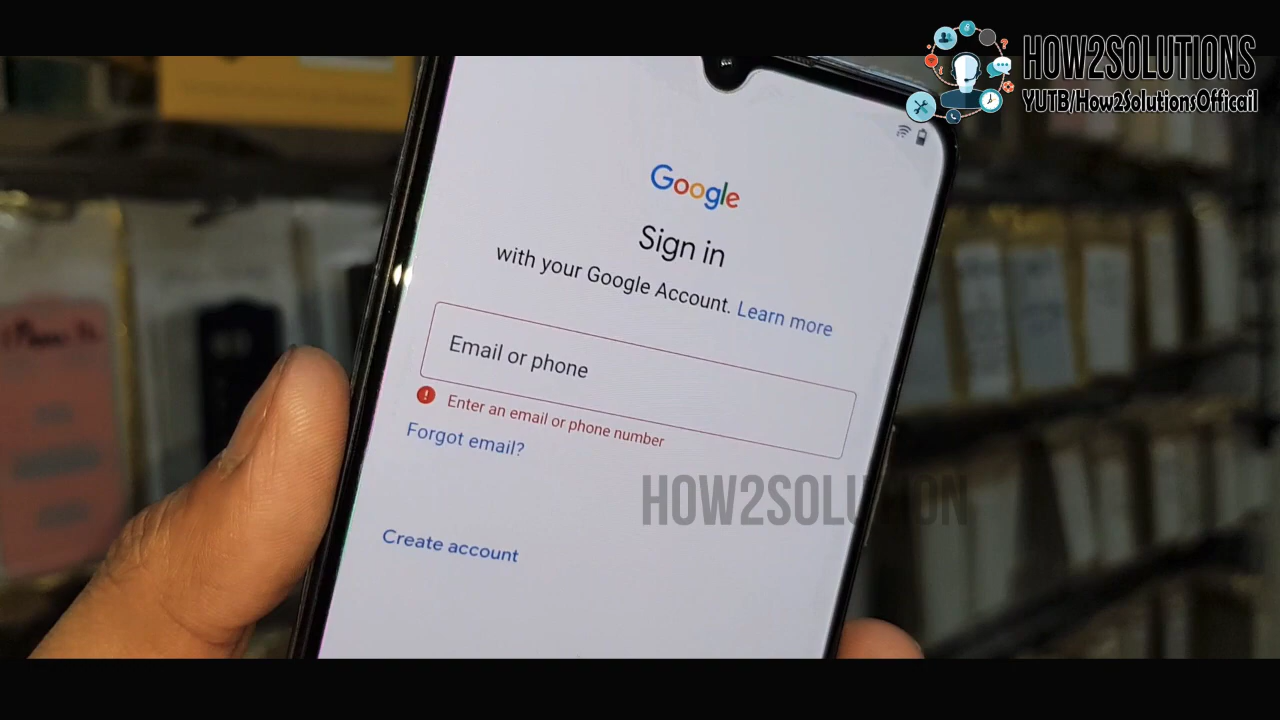 HOW2SOLUTIONS
YUTB/How2SolutionsOfficail
Google
Sign in
with your Google Account. Learn more
Email or phone
Enter an email or phone number
Forgot email?
HOW2SOLUTION
Create account